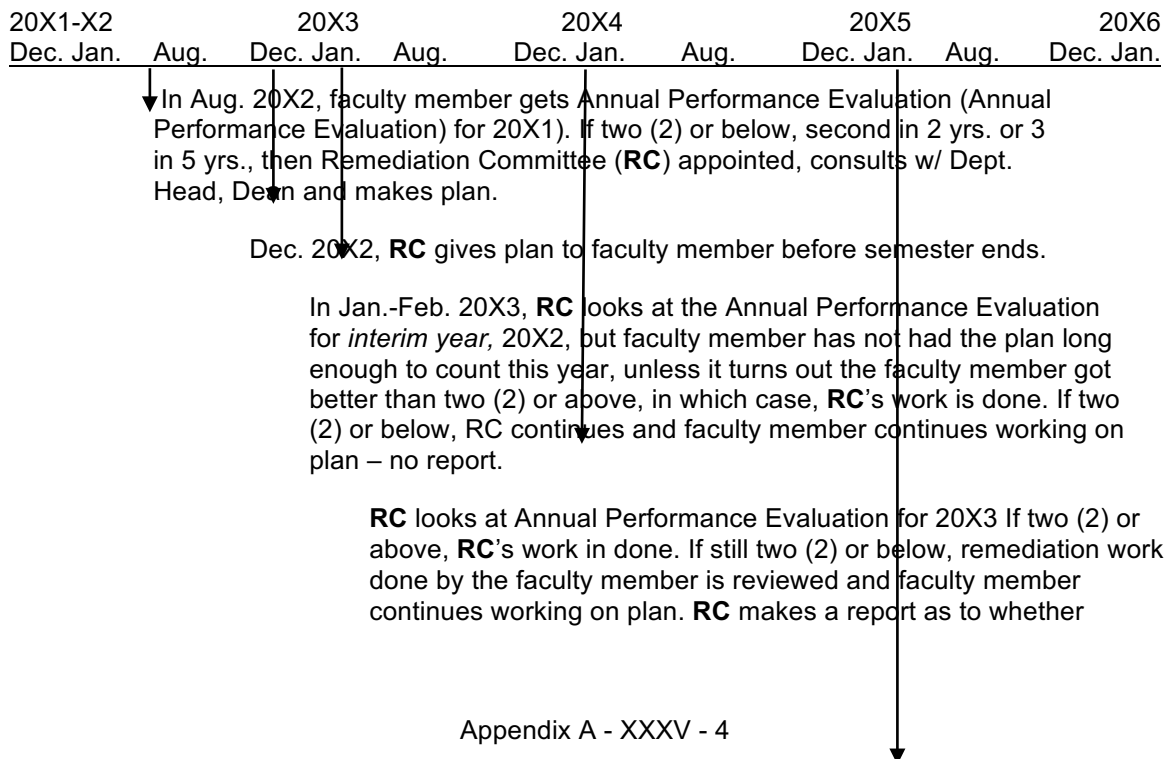 20X1-X2 20X3 20X4 20X5 20X6
Dec. Jan. Aug. Dec. Jan. Aug. Dec. Jan. Aug. Dec. Jan. Aug. Dec. Jan.
In Aug. 20X2, faculty member gets Annual Performance Evaluation (Annual
Performance Evaluation) for 20X1). If two (2) or below, second in 2 yrs. or 3
in 5 yrs., then Remediation Committee (RC) appointed, consults w/ Dept.
Head, Dean and makes plan.
Dec. 20X2, RC gives plan to faculty member before semester ends.
In Jan.-Feb. 20X3, RC looks at the Annual Performance Evaluation
for interim year, 20X2, but faculty member has not had the plan long
enough to count this year, unless it turns out the faculty member got
better than two (2) or above, in which case, RC's work is done. If two
(2) or below, RC continues and faculty member continues working on
plan – no report.
RC looks at Annual Performance Evaluation for 20X3 If two (2) or
above, RC's work in done. If still two (2) or below, remediation work
done by the faculty member is reviewed and faculty member
continues working on plan. RC makes a report as to whether
Appendix A - XXXV - 4